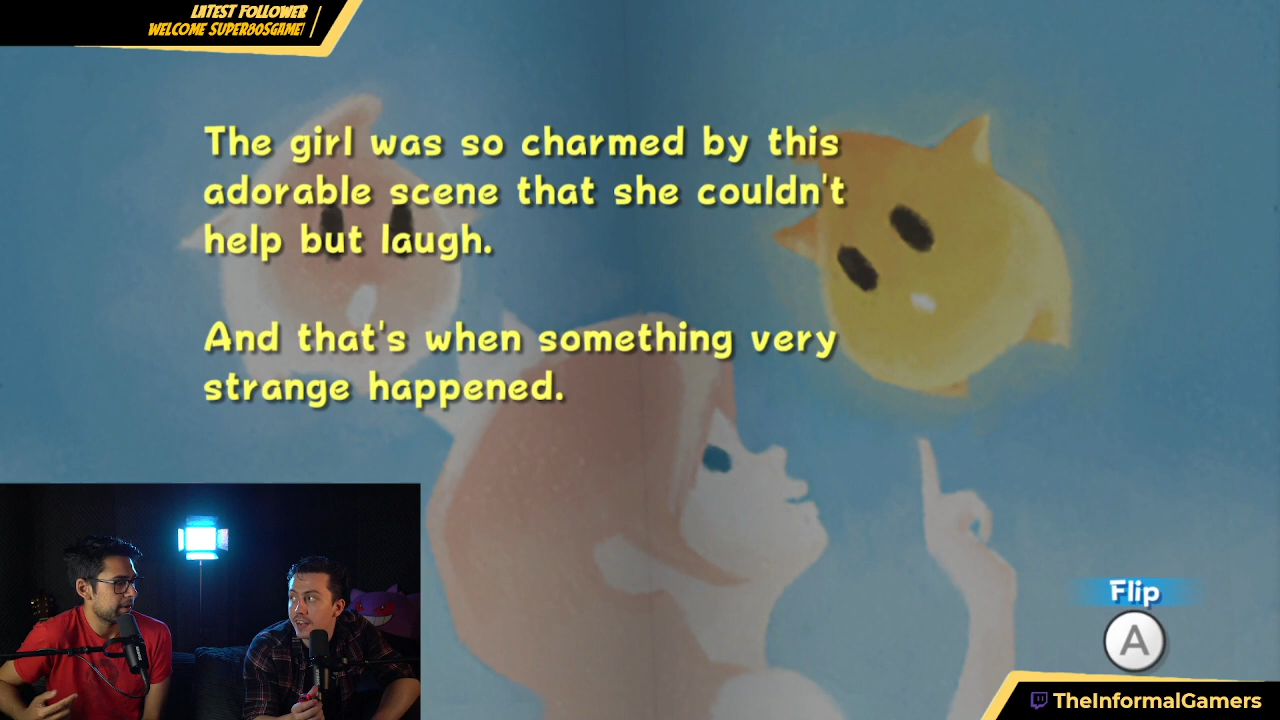 LATEST FOLLOWER
WELCOME SUPER80SGAME!
The girl was so charmed by this
adorable scene that she couldn't
help but laugh.
And that's when something very
strange happened.
Flip
A
TheInformalGamers